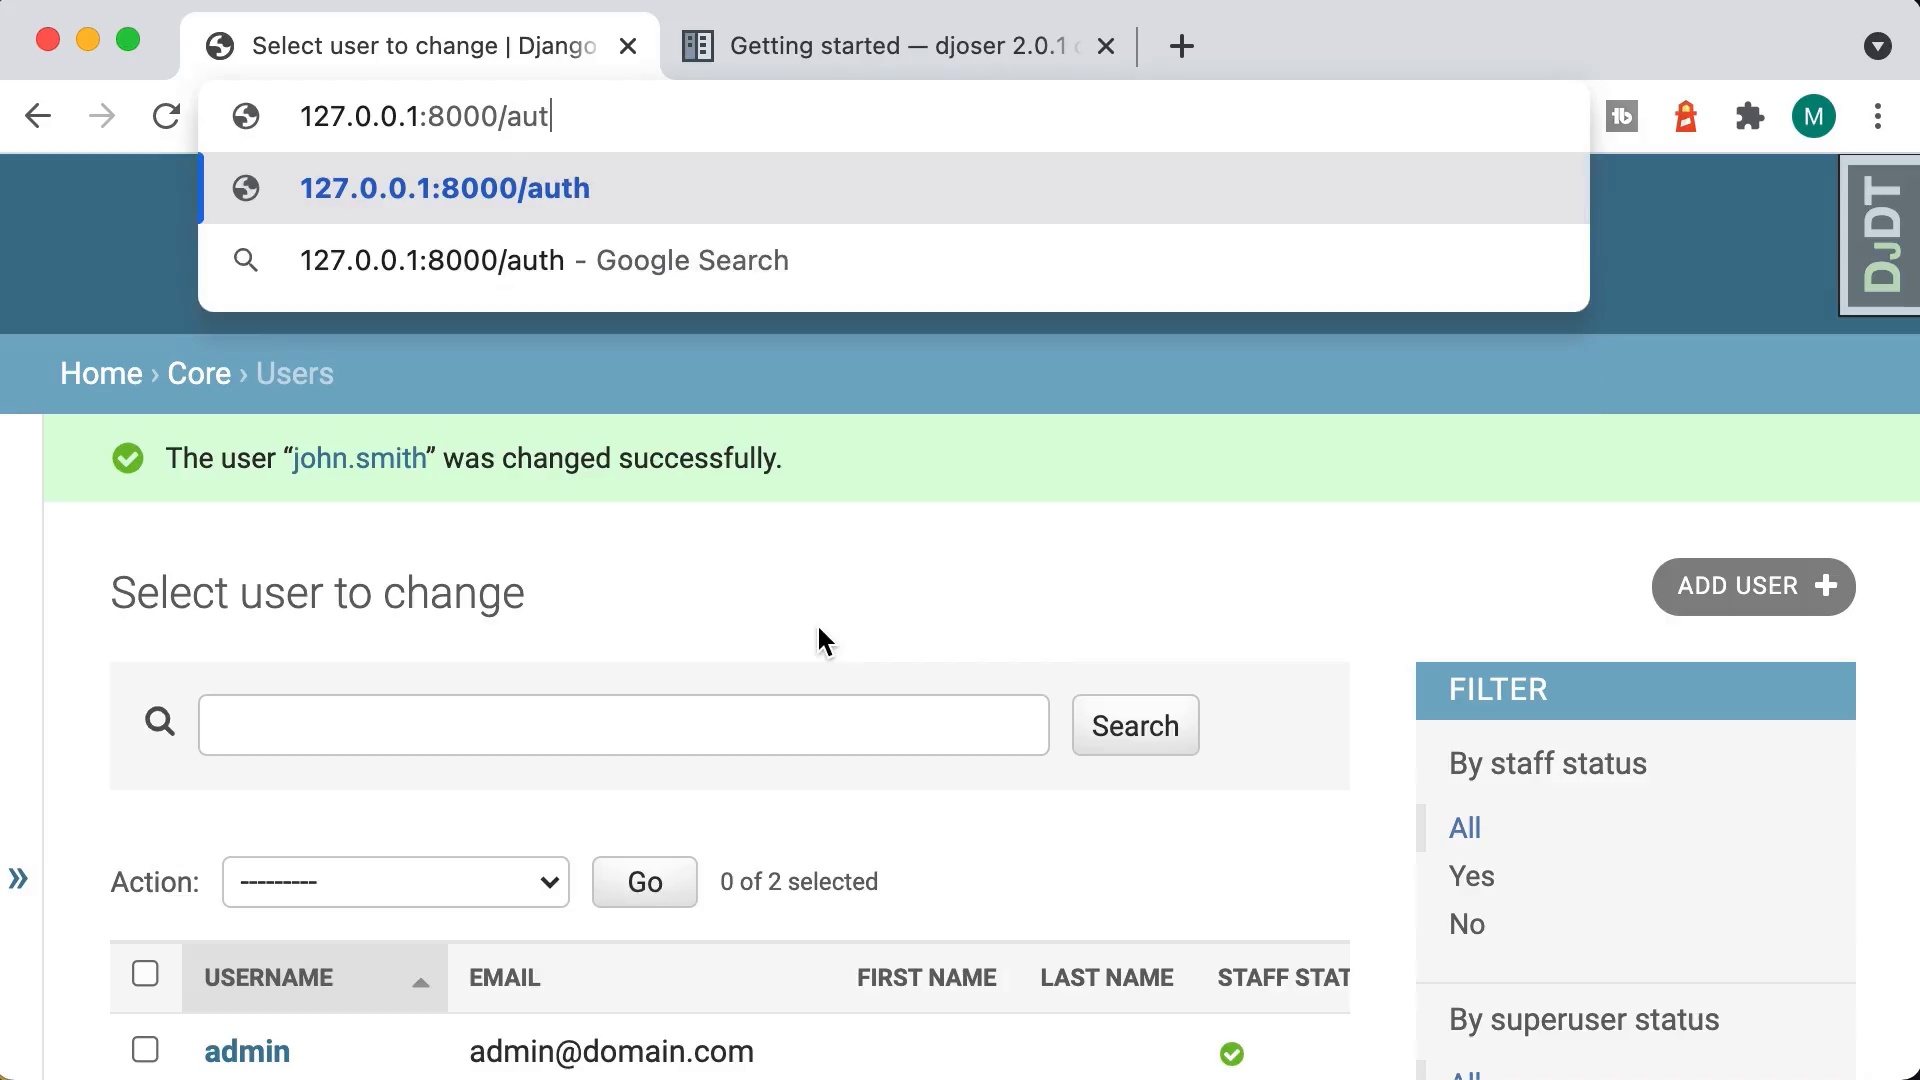 Select user to change | Django
Getting started — djoser 2.0.1
127.0.0.1:8000/aut
127.0.0.1:8000/auth
127.0.0.1:8000/auth - Google Search
M
DJDT
Home › Core › Users
The user “john.smith” was changed successfully.
Select user to change
ADD USER +
Search
FILTER
By staff status
All
Yes
No
Action: --------- Go 0 of 2 selected
USERNAME EMAIL FIRST NAME LAST NAME STAFF STAT
admin admin@domain.com
By superuser status
All